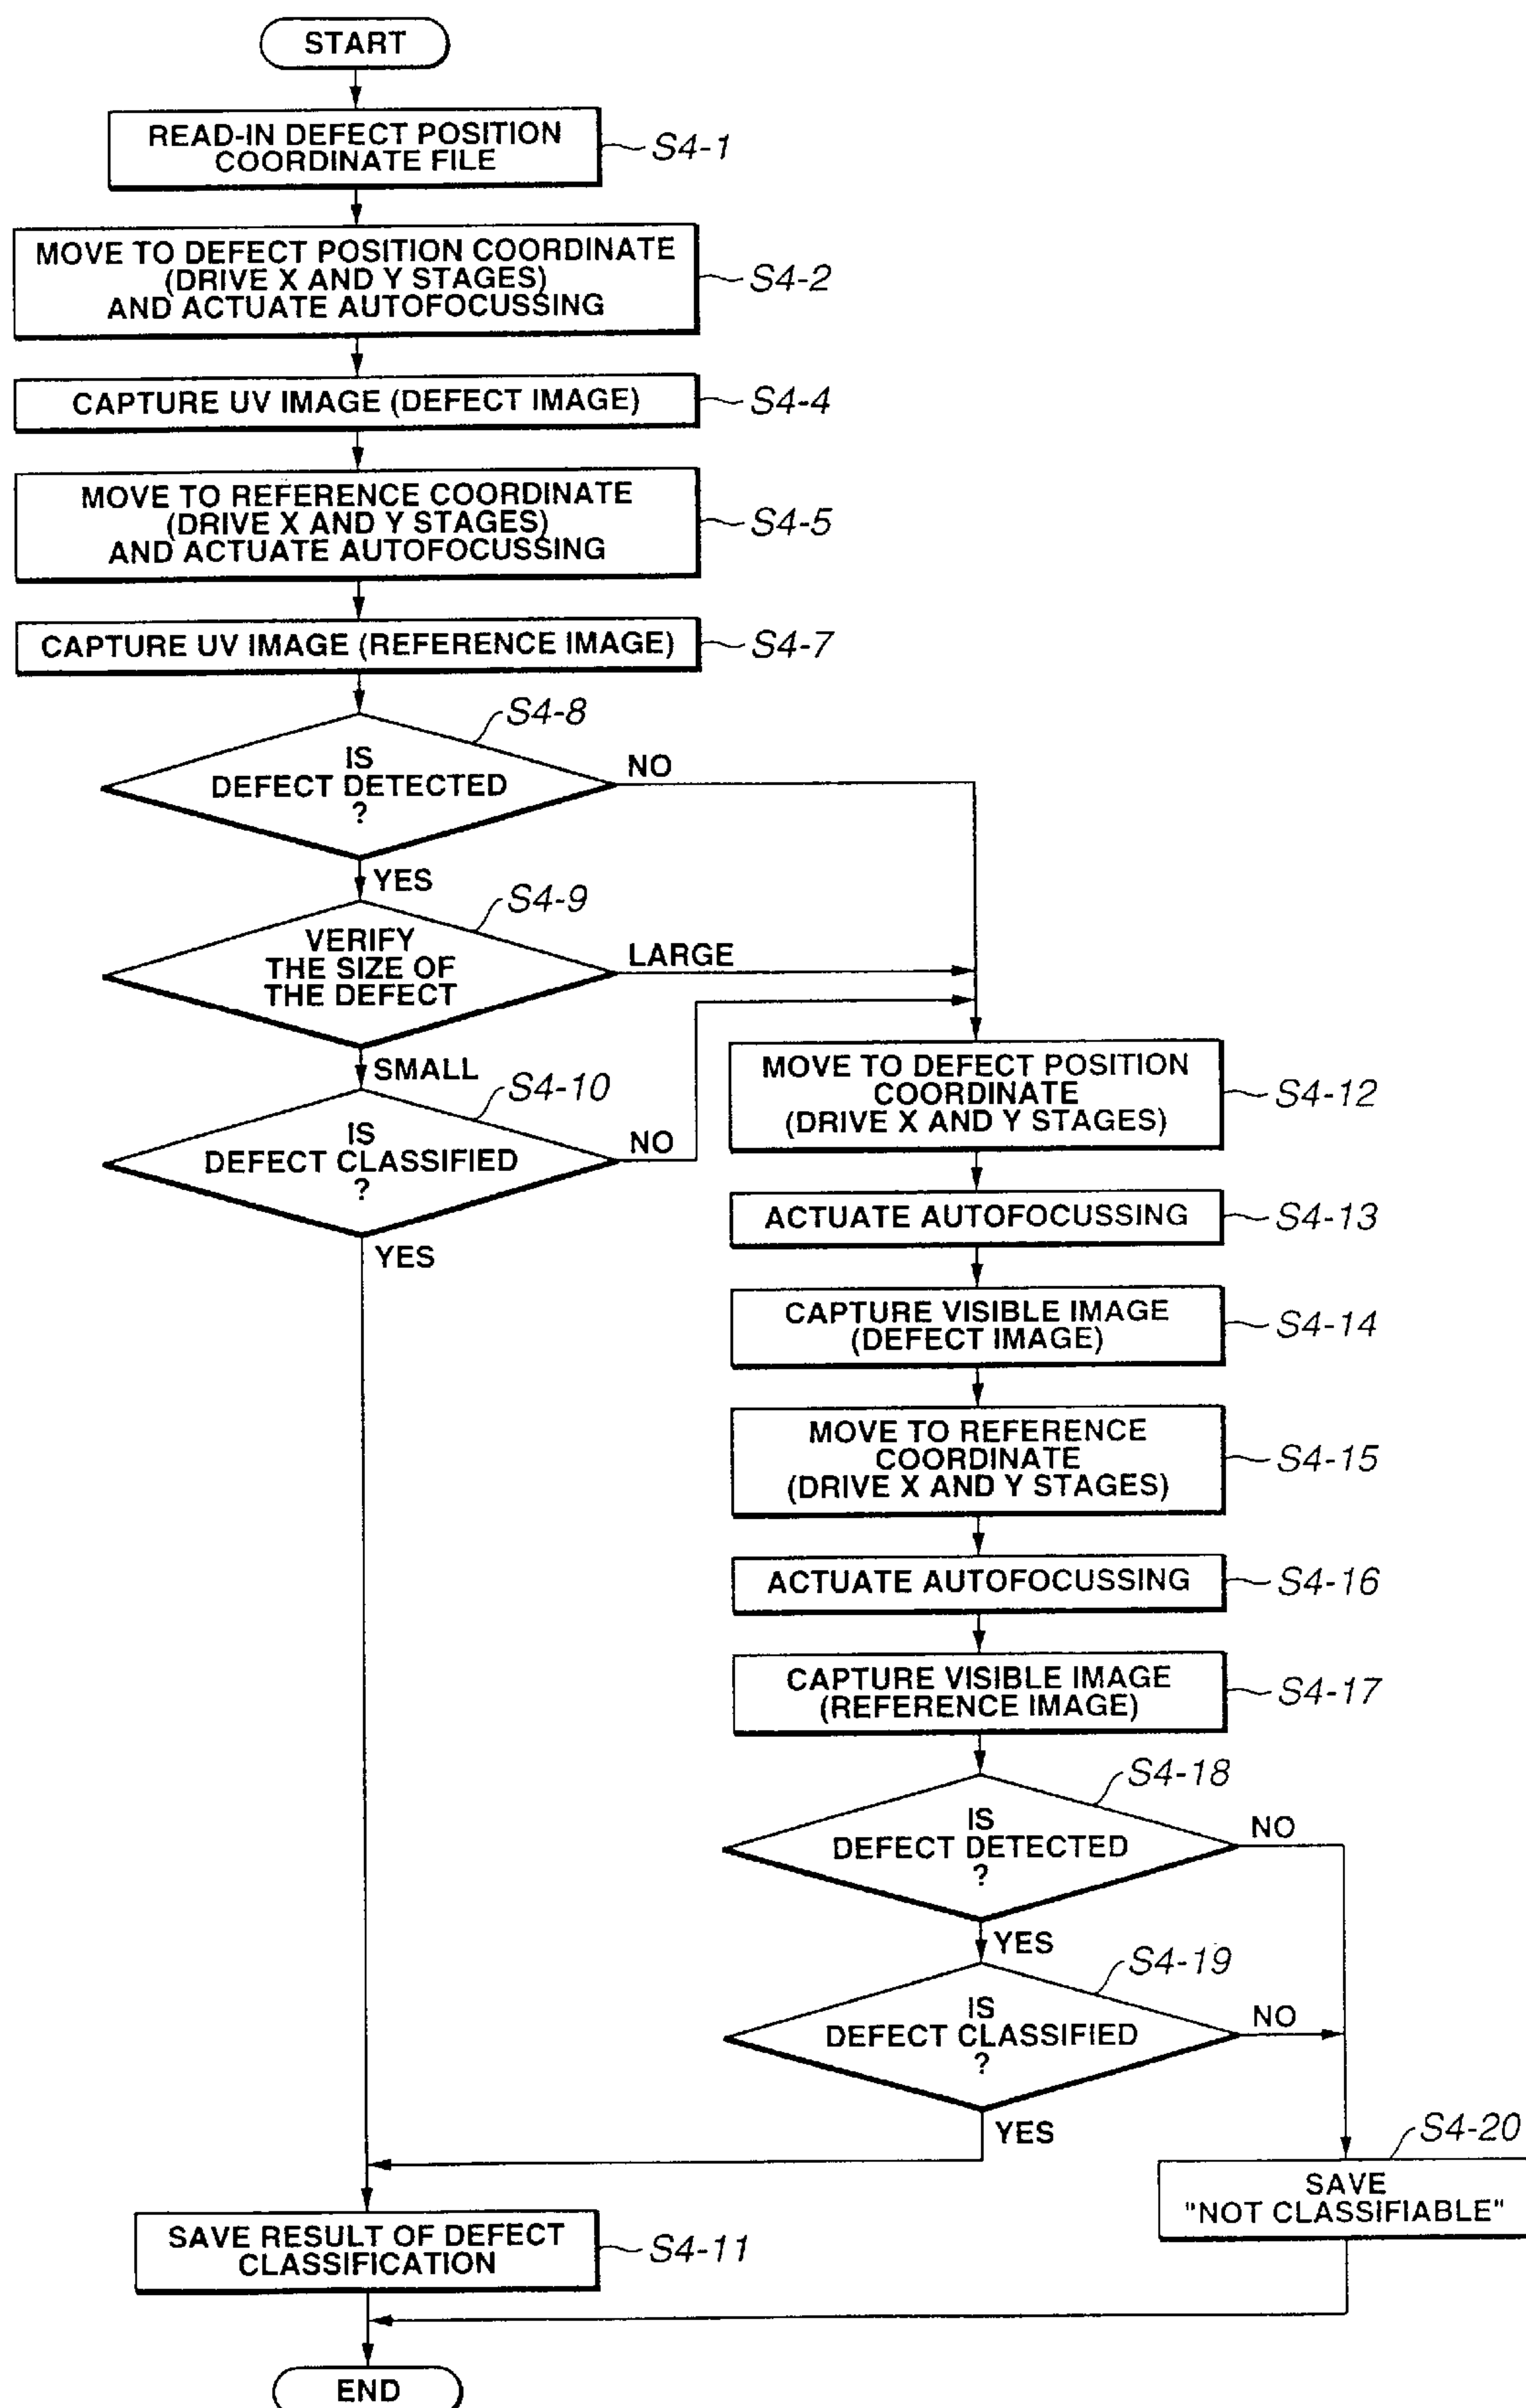 START
READ-IN DEFECT POSITION
COORDINATE FILE
S4-1
MOVE TO DEFECT POSITION COORDINATE
(DRIVE X AND Y STAGES)
AND ACTUATE AUTOFOCUSSING
S4-2
CAPTURE UV IMAGE (DEFECT IMAGE)
S4-4
MOVE TO REFERENCE COORDINATE
(DRIVE X AND Y STAGES)
AND ACTUATE AUTOFOCUSSING
S4-5
CAPTURE UV IMAGE (REFERENCE IMAGE)
S4-7
S4-8
IS
DEFECT DETECTED
?
NO
YES
S4-9
VERIFY
THE SIZE OF
THE DEFECT
LARGE
SMALL
S4-10
IS
DEFECT CLASSIFIED
?
NO
YES
MOVE TO DEFECT POSITION
COORDINATE
(DRIVE X AND Y STAGES)
S4-12
ACTUATE AUTOFOCUSSING
S4-13
CAPTURE VISIBLE IMAGE
(DEFECT IMAGE)
S4-14
MOVE TO REFERENCE
COORDINATE
(DRIVE X AND Y STAGES)
S4-15
ACTUATE AUTOFOCUSSING
S4-16
CAPTURE VISIBLE IMAGE
(REFERENCE IMAGE)
S4-17
S4-18
IS
DEFECT DETECTED
?
NO
YES
S4-19
IS
DEFECT CLASSIFIED
?
NO
YES
S4-20
SAVE
"NOT CLASSIFIABLE"
SAVE RESULT OF DEFECT
CLASSIFICATION
S4-11
END